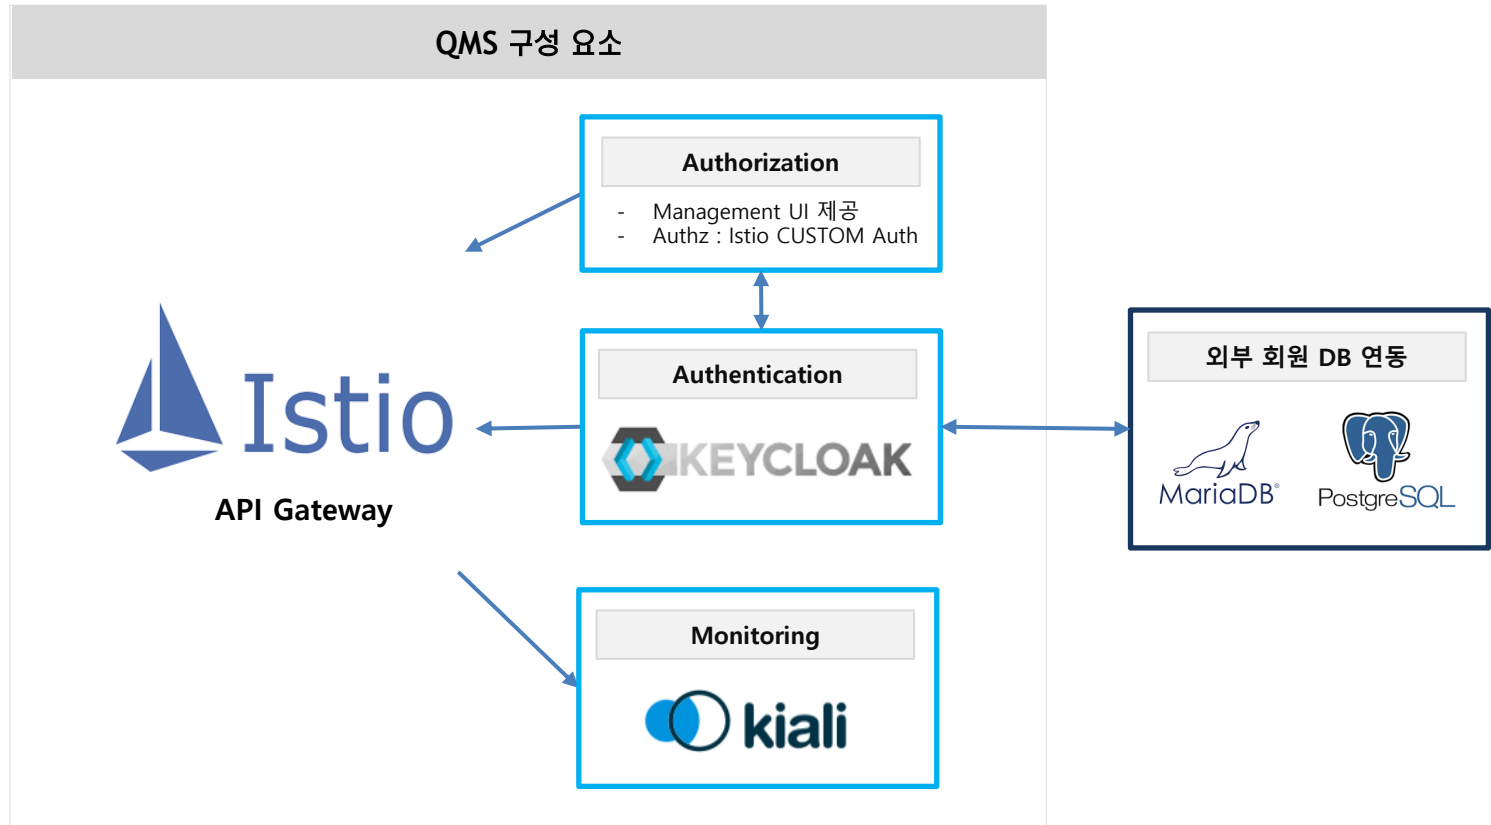 QMS 구성 요소
Authorization
- Management UI 제공
- Authz : Istio CUSTOM Auth
Istio
API Gateway
Authentication
KEYCLOAK
외부 회원 DB 연동
MariaDB®
PostgreSQL
Monitoring
kiali